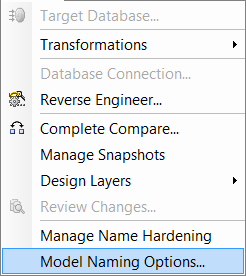 Target Database...
Transformations
Database Connection...
Reverse Engineer...
Complete Compare...
Manage Snapshots
Design Layers
Review Changes...
Manage Name Hardening
Model Naming Options...